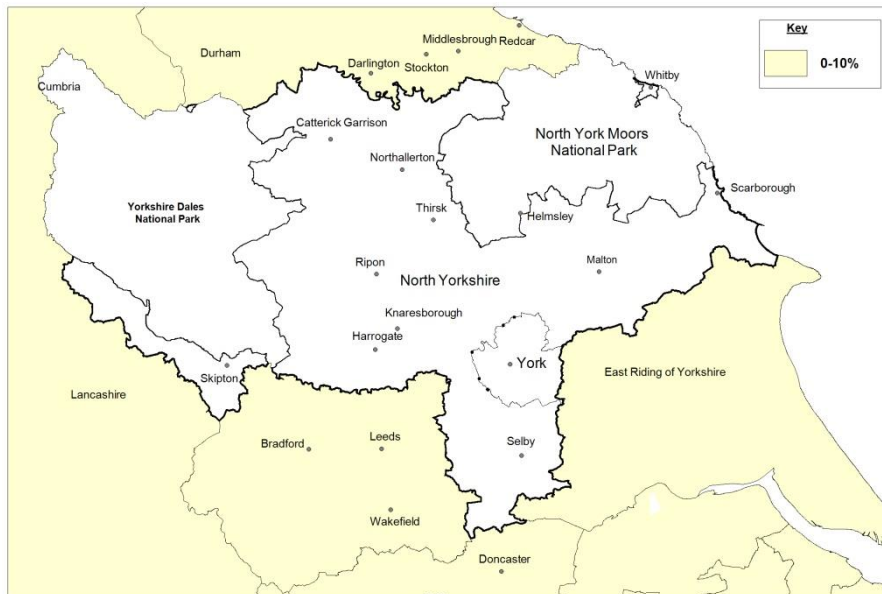 Key
0-10%
Durham
Middlesbrough
Redcar
Darlington
Stockton
Cumbria
Whitby
Catterick Garrison
North York Moors
National Park
Northallerton
Scarborough
Yorkshire Dales
National Park
Thirsk
Helmsley
Ripon
North Yorkshire
Malton
Knaresborough
Harrogate
York
East Riding of Yorkshire
Skipton
Lancashire
Bradford
Leeds
Selby
Wakefield
Doncaster